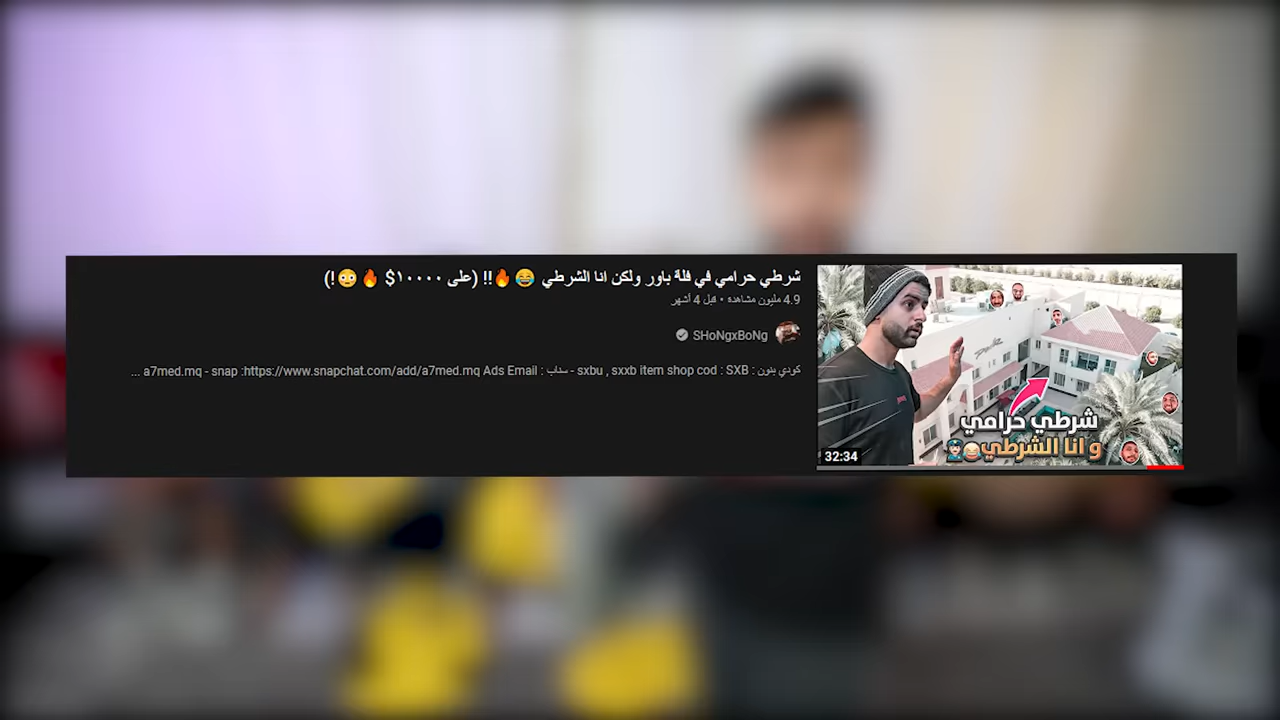 شرطي حرامي في فلة باور ولكن انا الشرطي 😂🔥!! (على ١٠٠٠٠$ 🔥😳!)
4.9 مليون مشاهدة • قبل 4 أشهر
SHoNgxBoNg
كودي بنون : sxbu , sxxb item shop cod : SXB - سناب : a7med.mq - snap :https://www.snapchat.com/add/a7med.mq Ads Email ...
شرطي حرامي
و انا الشرطي😂👮
32:34